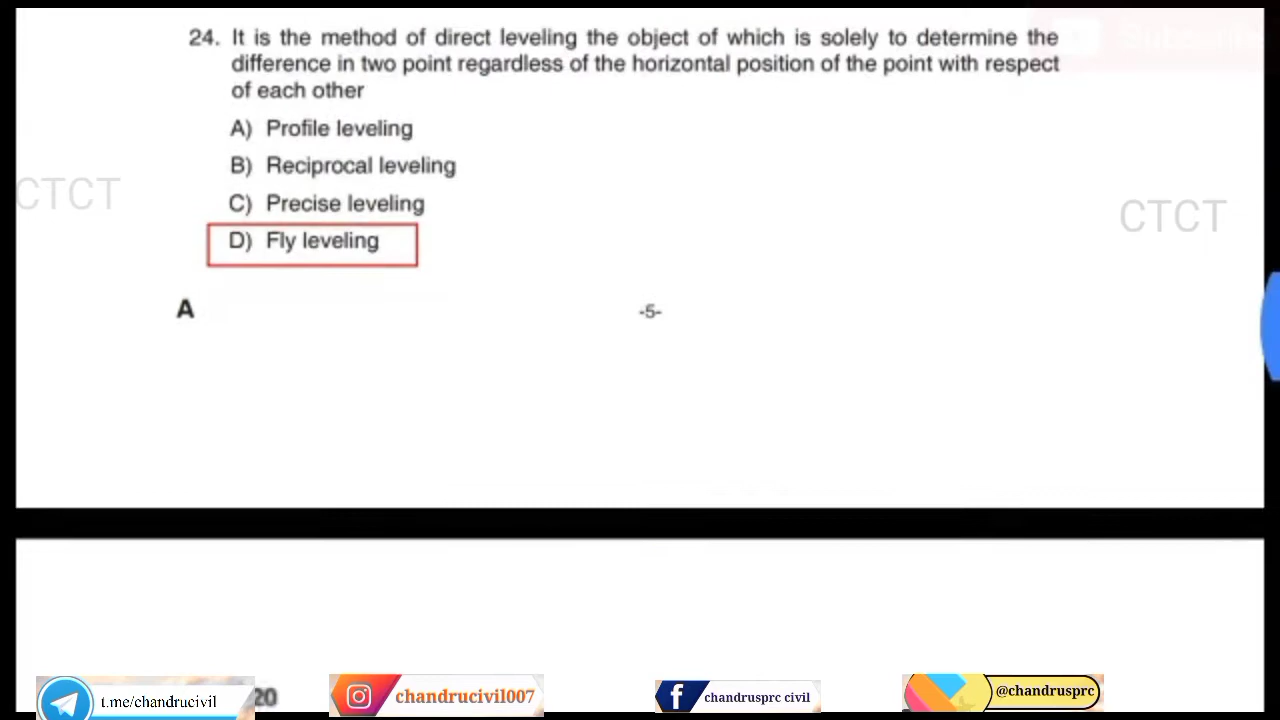 Subscribe
24. It is the method of direct leveling the object of which is solely to determine the
difference in two point regardless of the horizontal position of the point with respect
of each other
A) Profile leveling
B) Reciprocal leveling
CTCT
C) Precise leveling
CTCT
D) Fly leveling
A
-5-
t.me/chandrucivil
20
chandrucivil007
chandrusprc civil
@chandrusprc